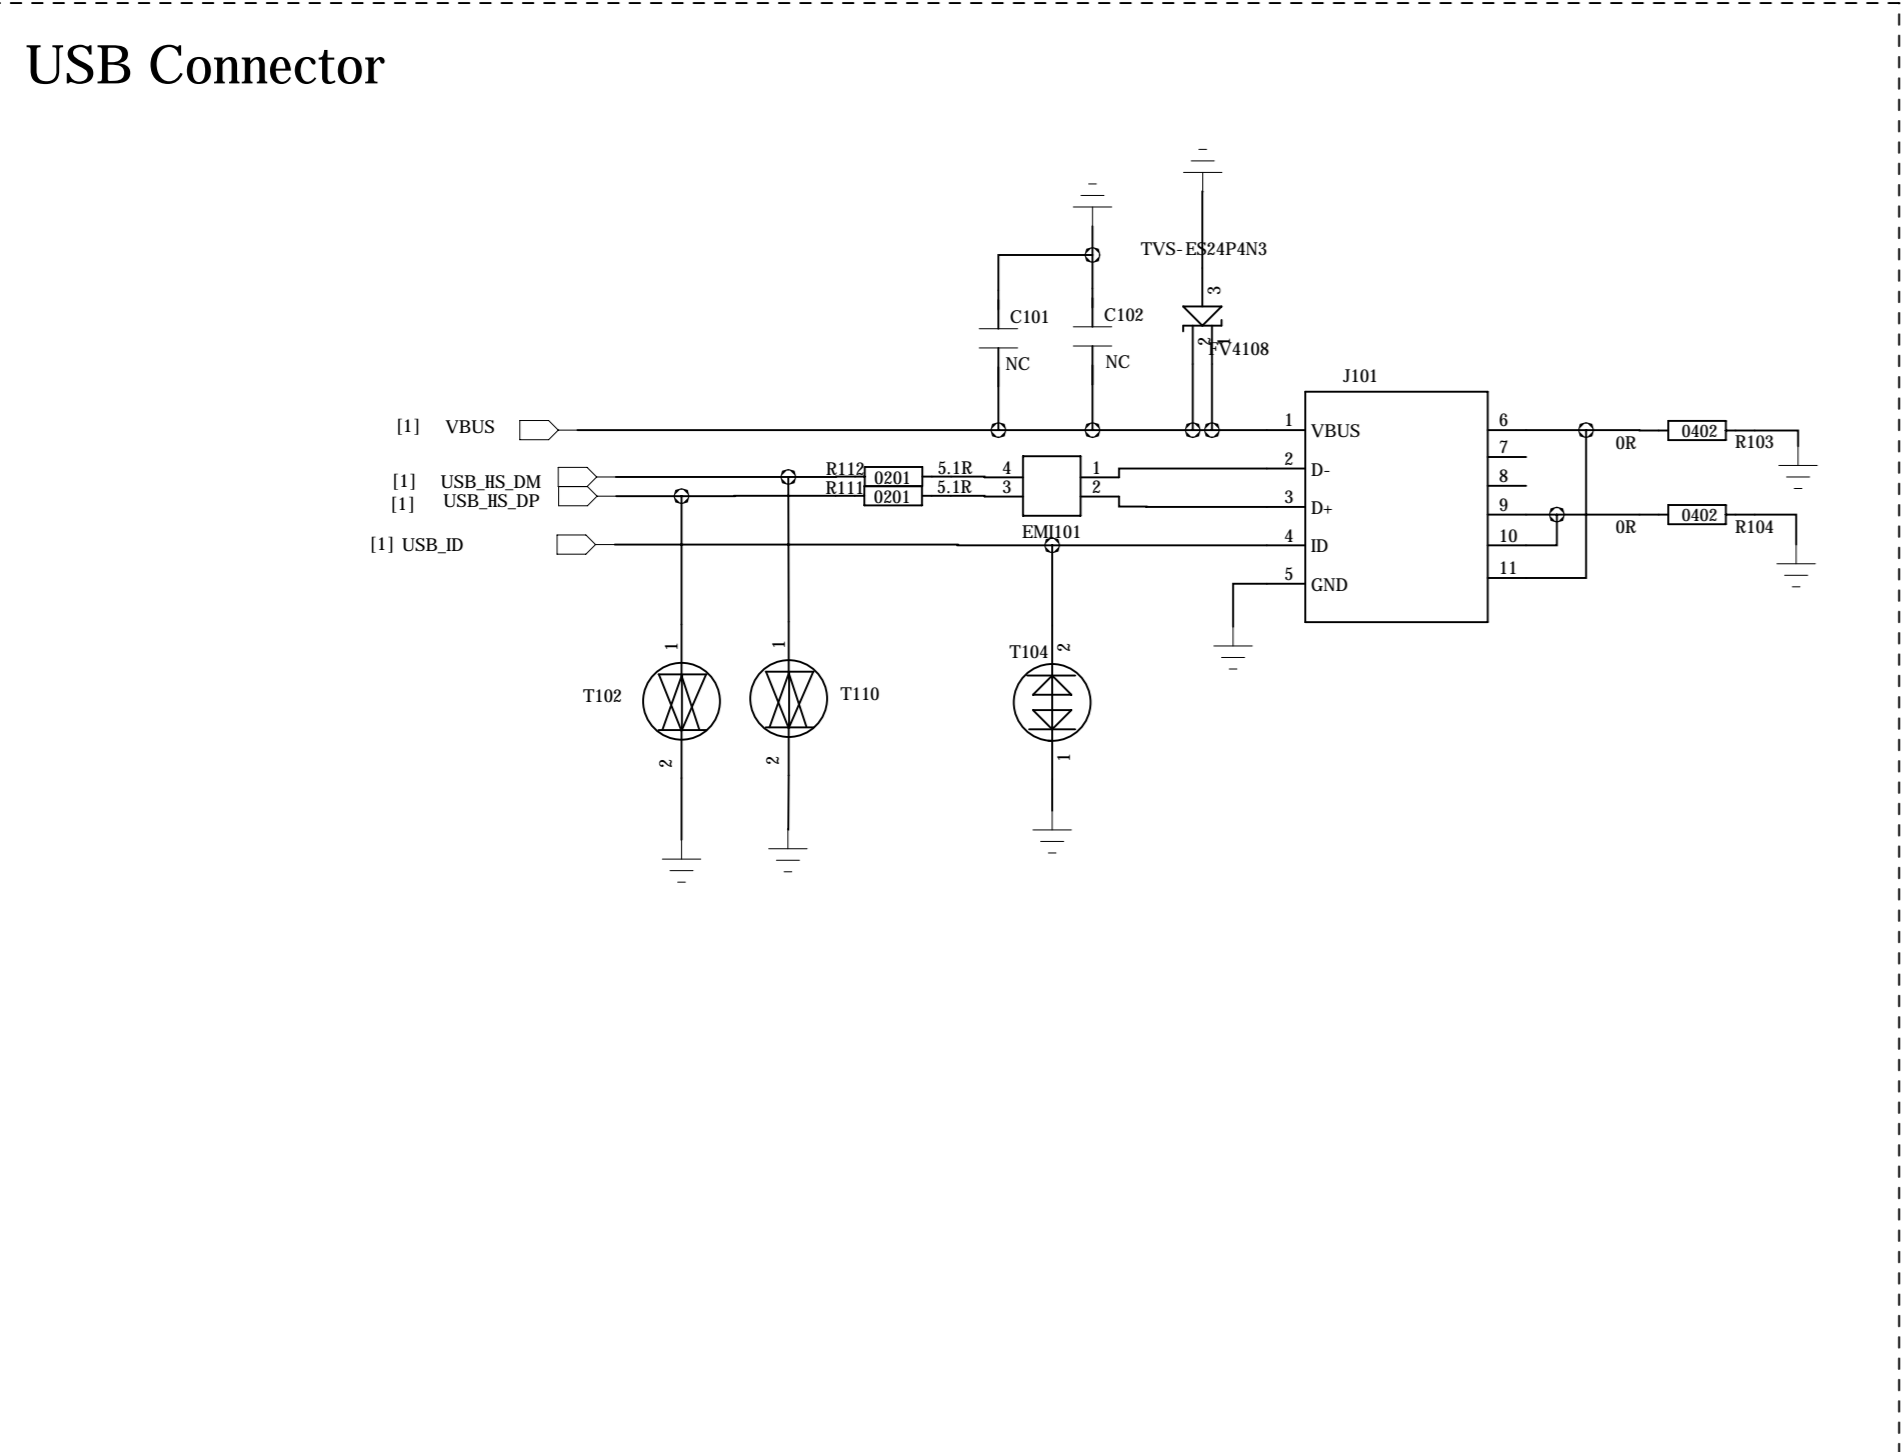 USB Connector
TVS-ES24P4N3
3
C101
C102
NC
NC
2
1
TV4108
J101
[1] VBUS
1
VBUS
6
0R
0402
R103
7
[1] USB_HS_DM
R112
0201
5.1R
4
1
2
D-
8
[1] USB_HS_DP
R111
0201
5.1R
3
2
3
D+
9
0R
0402
R104
EMI101
[1] USB_ID
4
ID
10
5
GND
11
1
1
T104
2
T102
T110
2
2
1